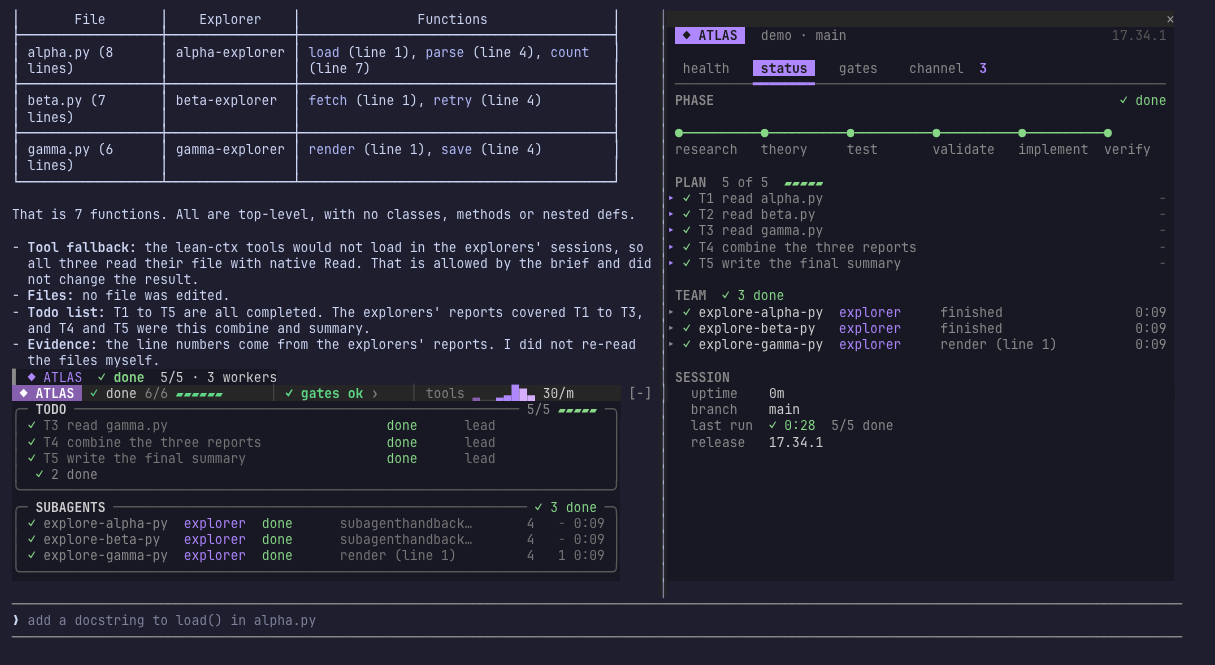 File Explorer Functions
alpha.py (8 alpha-explorer load (line 1), parse (line 4), count
lines) (line 7)
beta.py (7 beta-explorer fetch (line 1), retry (line 4)
lines)
gamma.py (6 gamma-explorer render (line 1), save (line 4)
lines)
That is 7 functions. All are top-level, with no classes, methods or nested defs.
- Tool fallback: the lean-ctx tools would not load in the explorers' sessions, so
all three read their file with native Read. That is allowed by the brief and did
not change the result.
- Files: no file was edited.
- Todo list: T1 to T5 are all completed. The explorers' reports covered T1 to T3,
and T4 and T5 were this combine and summary.
- Evidence: the line numbers come from the explorers' reports. I did not re-read
the files myself.
◆ ATLAS ✓ done 5/5 · 3 workers
◆ ATLAS ✓ done 6/6 ▰▰▰▰▰▰ │ ✓ gates ok › │ tools 30/m [-]
TODO 5/5 ▰▰▰▰▰
✓ T3 read gamma.py done lead
✓ T4 combine the three reports done lead
✓ T5 write the final summary done lead
✓ 2 done
SUBAGENTS ✓ 3 done
✓ explore-alpha-py explorer done subagenthandback… 4 - 0:09
✓ explore-beta-py explorer done subagenthandback… 4 - 0:09
✓ explore-gamma-py explorer done render (line 1) 4 1 0:09
×
◆ ATLAS demo · main 17.34.1
health status gates channel 3
PHASE ✓ done
research theory test validate implement verify
PLAN 5 of 5 ▰▰▰▰▰
▸ ✓ T1 read alpha.py -
▸ ✓ T2 read beta.py -
▸ ✓ T3 read gamma.py -
▸ ✓ T4 combine the three reports -
▸ ✓ T5 write the final summary -
TEAM ✓ 3 done
▸ ✓ explore-alpha-py explorer finished 0:09
▸ ✓ explore-beta-py explorer finished 0:09
▸ ✓ explore-gamma-py explorer render (line 1) 0:09
SESSION
uptime 0m
branch main
last run ✓ 0:28 5/5 done
release 17.34.1
❯ add a docstring to load() in alpha.py